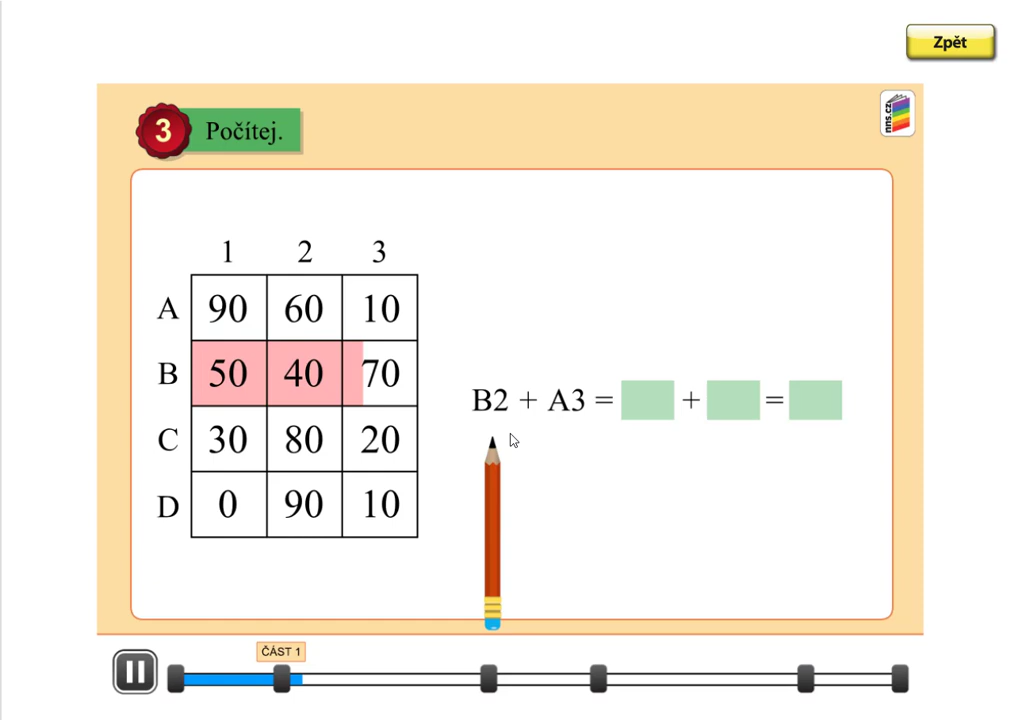 Zpět
3 Počítej.
nns.cz
1 2 3
A 90 60 10
B 50 40 70
B2 + A3 = + =
C 30 80 20
D 0 90 10
ČÁST 1